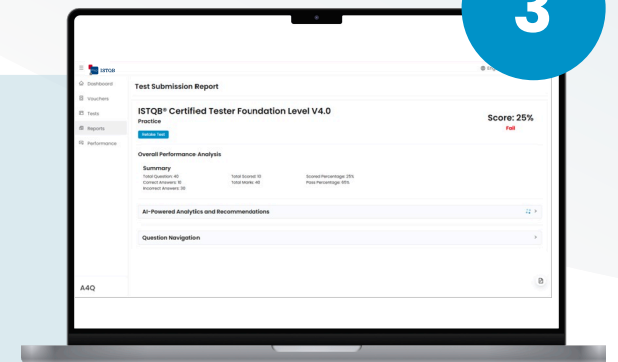 3
ISTQB
Dashboard
Test Submission Report
Vouchers
Tests
ISTQB® Certified Tester Foundation Level V4.0
Practice
Score: 25%
Fail
Reports
Retake Test
Performance
Overall Performance Analysis
Summary
Total Question: 40 Total Scored: 10 Scored Percentage: 25%
Correct Answers: 10 Total Marks: 40 Pass Percentage: 65%
Incorrect Answers: 30
AI-Powered Analytics and Recommendations
Question Navigation
A4Q